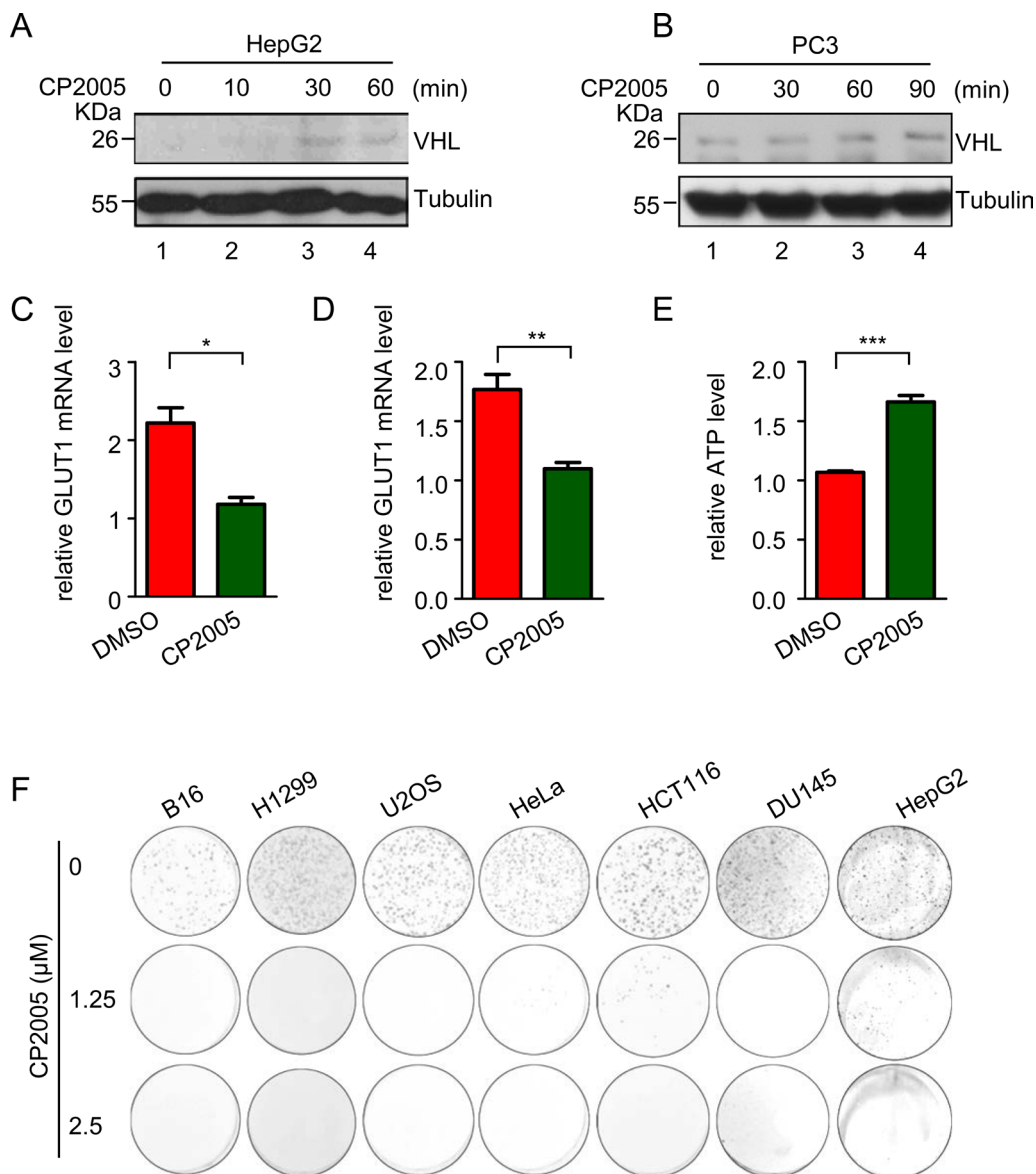 A
HepG2
CP2005 0 10 30 60 (min)
KDa
26 VHL
55 Tubulin
1 2 3 4
B
PC3
CP2005 0 30 60 90 (min)
KDa
26 VHL
55 Tubulin
1 2 3 4
C
relative GLUT1 mRNA level
*
3
2
1
0
DMSO
CP2005
D
relative GLUT1 mRNA level
**
2.0
1.5
1.0
0.5
0.0
DMSO
CP2005
E
relative ATP level
***
2.0
1.5
1.0
0.5
0.0
DMSO
CP2005
F
B16 H1299 U2OS HeLa HCT116 DU145 HepG2
CP2005 (μM)
0
1.25
2.5